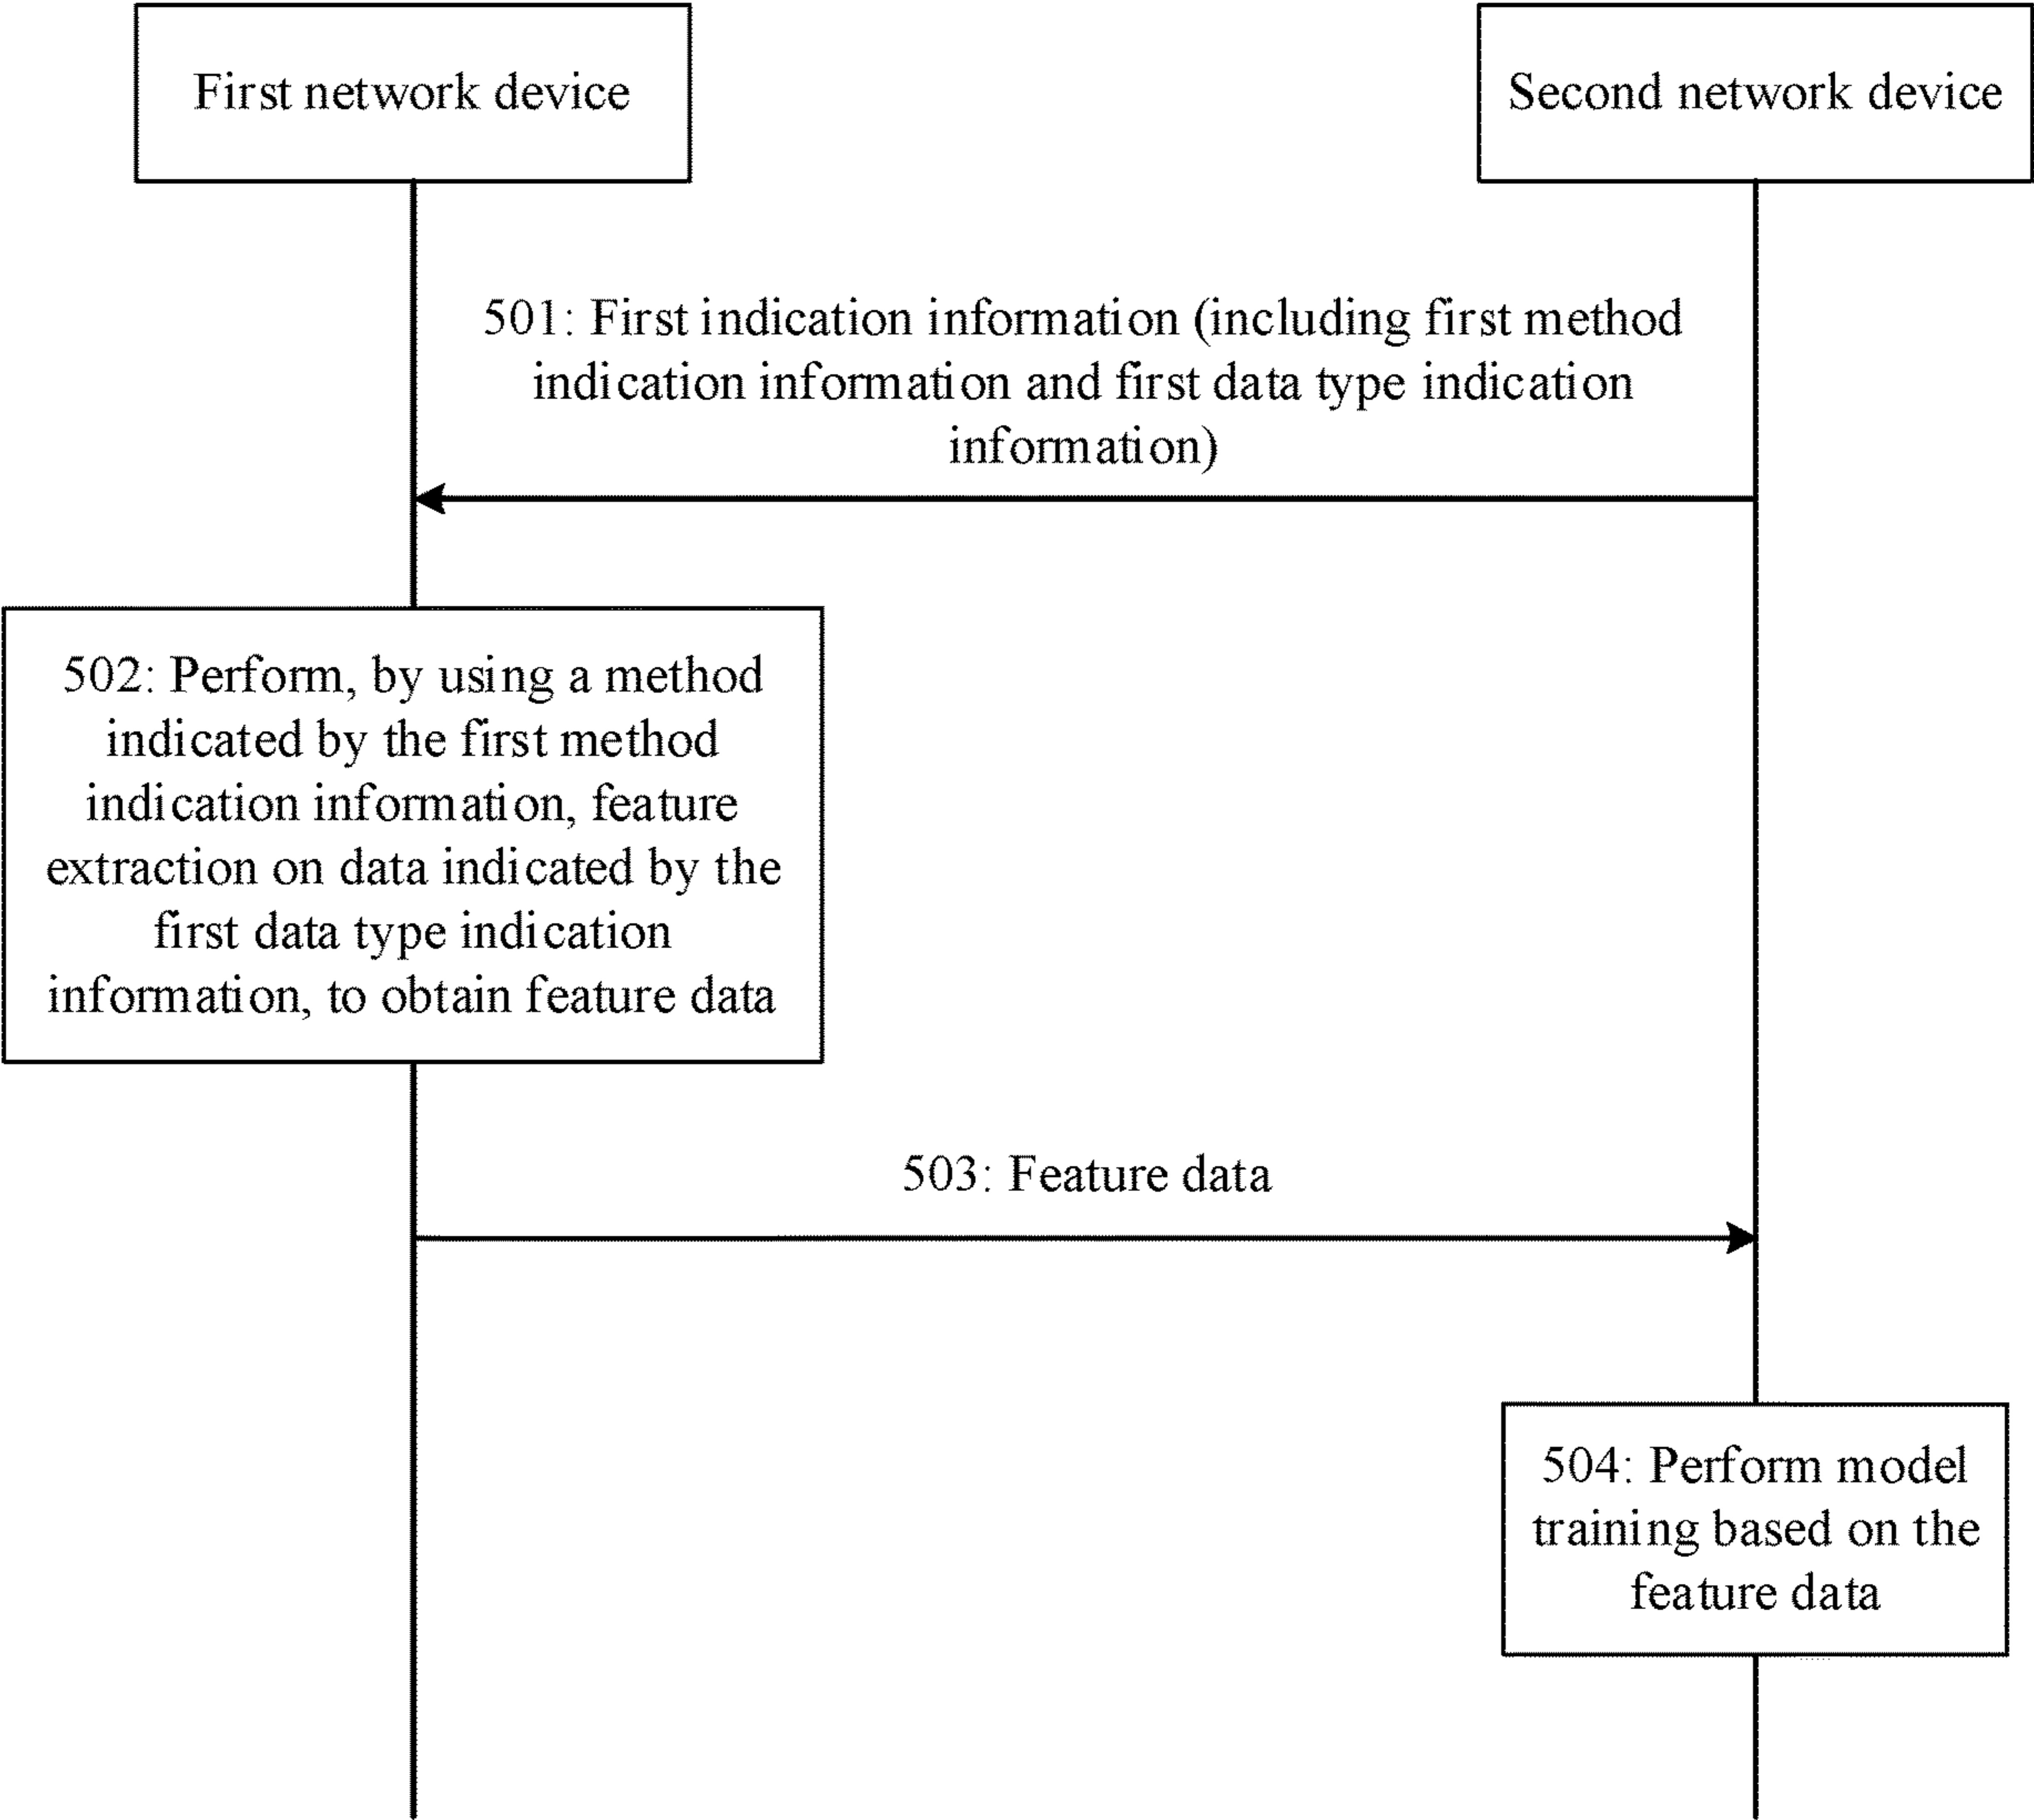 First network device
Second network device
501: First indication information (including first method
indication information and first data type indication
information)
502: Perform, by using a method
indicated by the first method
indication information, feature
extraction on data indicated by the
first data type indication
information, to obtain feature data
503: Feature data
504: Perform model
training based on the
feature data